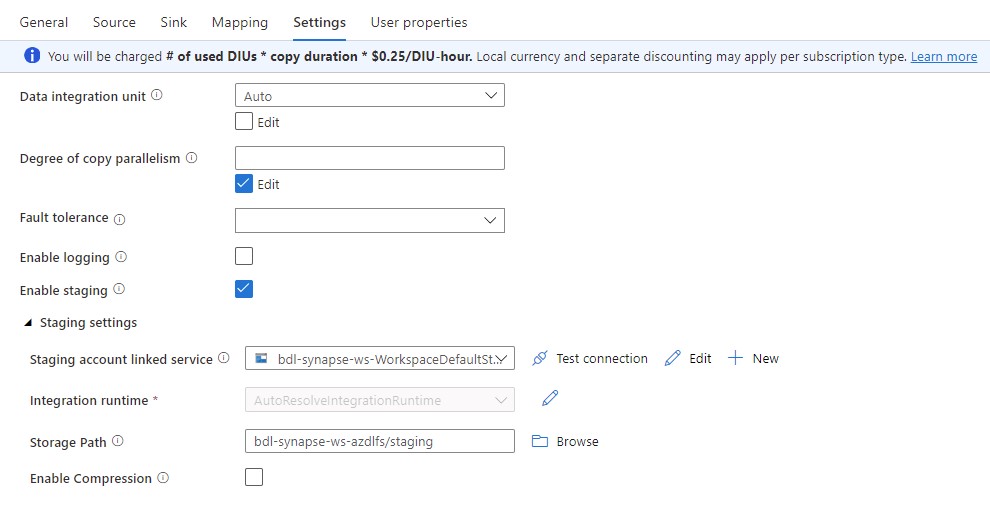 General Source Sink Mapping Settings User properties
You will be charged # of used DIUs * copy duration * $0.25/DIU-hour. Local currency and separate discounting may apply per subscription type. Learn more
Data integration unit Auto
Edit
Degree of copy parallelism
Edit
Fault tolerance
Enable logging
Enable staging
Staging settings
Staging account linked service bdl-synapse-ws-WorkspaceDefaultSt... Test connection Edit New
Integration runtime * AutoResolveIntegrationRuntime
Storage Path bdl-synapse-ws-azdlfs/staging Browse
Enable Compression